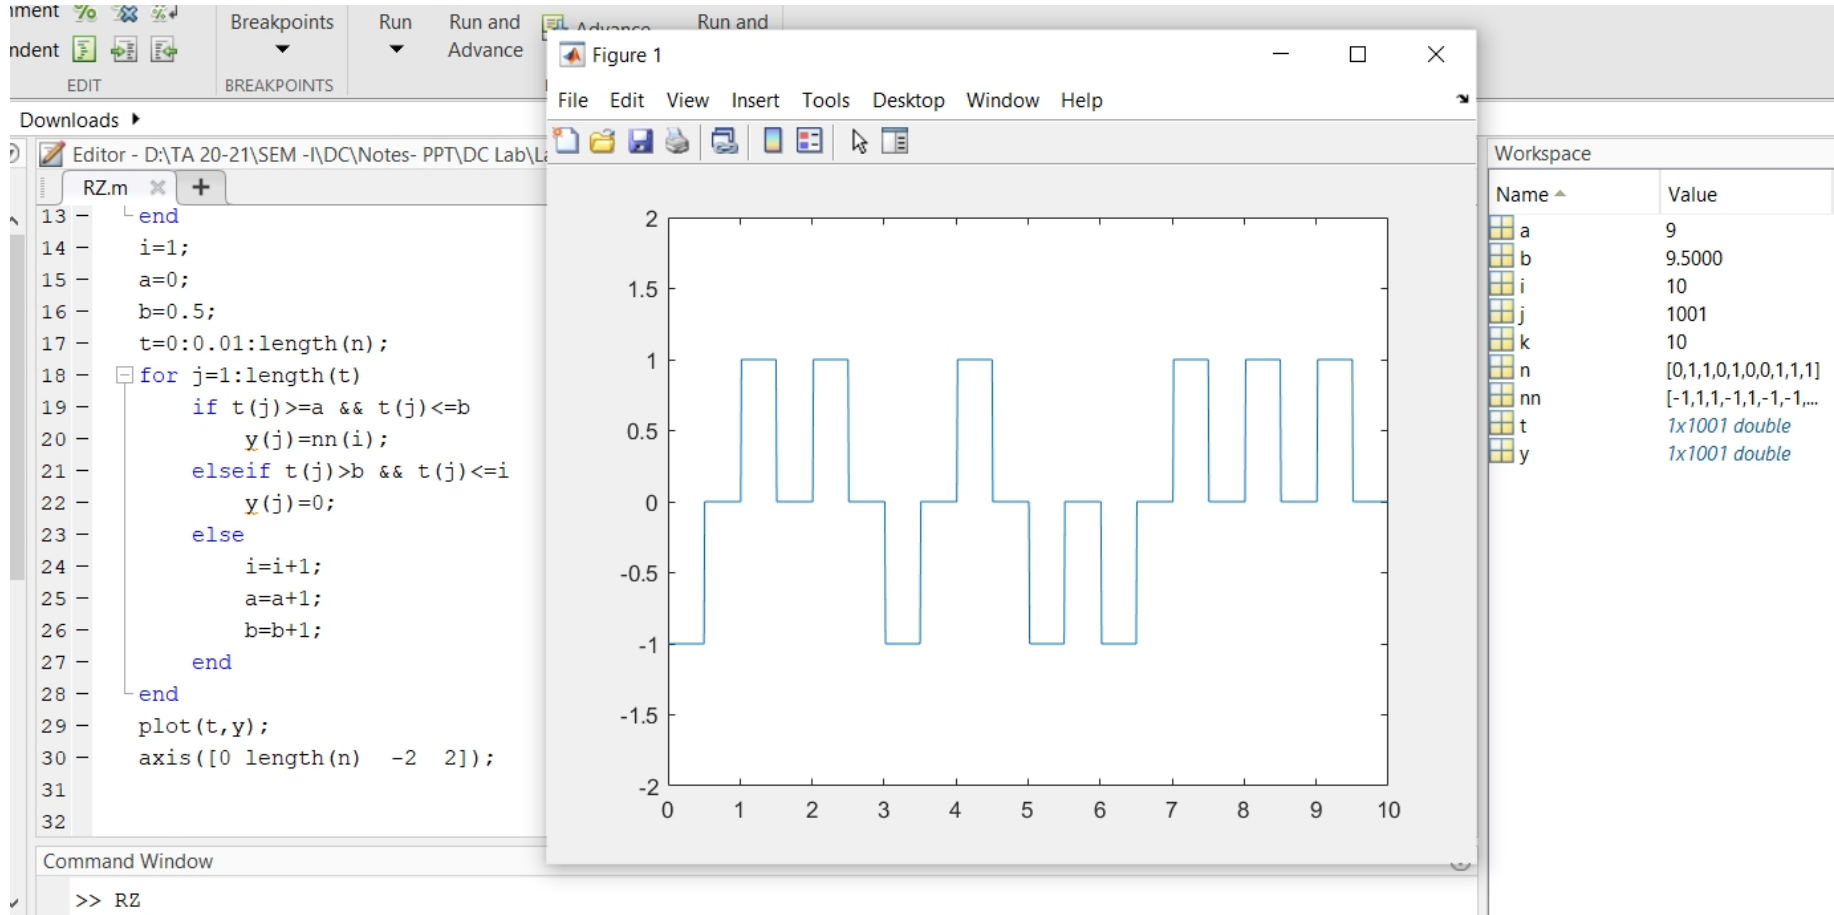 Breakpoints
Run
Run and
Advance
Advance
Run and
ndent
EDIT
BREAKPOINTS
Downloads
Editor - D:\TA 20-21\SEM -I\DC\Notes- PPT\DC Lab\
RZ.m
13 – end
14 – i=1;
15 – a=0;
16 – b=0.5;
17 – t=0:0.01:length(n);
18 – for j=1:length(t)
19 – if t(j)>=a && t(j)<=b
20 – y(j)=nn(i);
21 – elseif t(j)>b && t(j)<=i
22 – y(j)=0;
23 – else
24 – i=i+1;
25 – a=a+1;
26 – b=b+1;
27 – end
28 – end
29 – plot(t,y);
30 – axis([0 length(n)  -2  2]);
31
32
Command Window
>> RZ
Figure 1
File Edit View Insert Tools Desktop Window Help
2
1.5
1
0.5
0
-0.5
-1
-1.5
-2
0 1 2 3 4 5 6 7 8 9 10
Workspace
Name Value
a 9
b 9.5000
i 10
j 1001
k 10
n [0,1,1,0,1,0,0,1,1,1]
nn [-1,1,1,-1,1,-1,-1,...
t 1x1001 double
y 1x1001 double